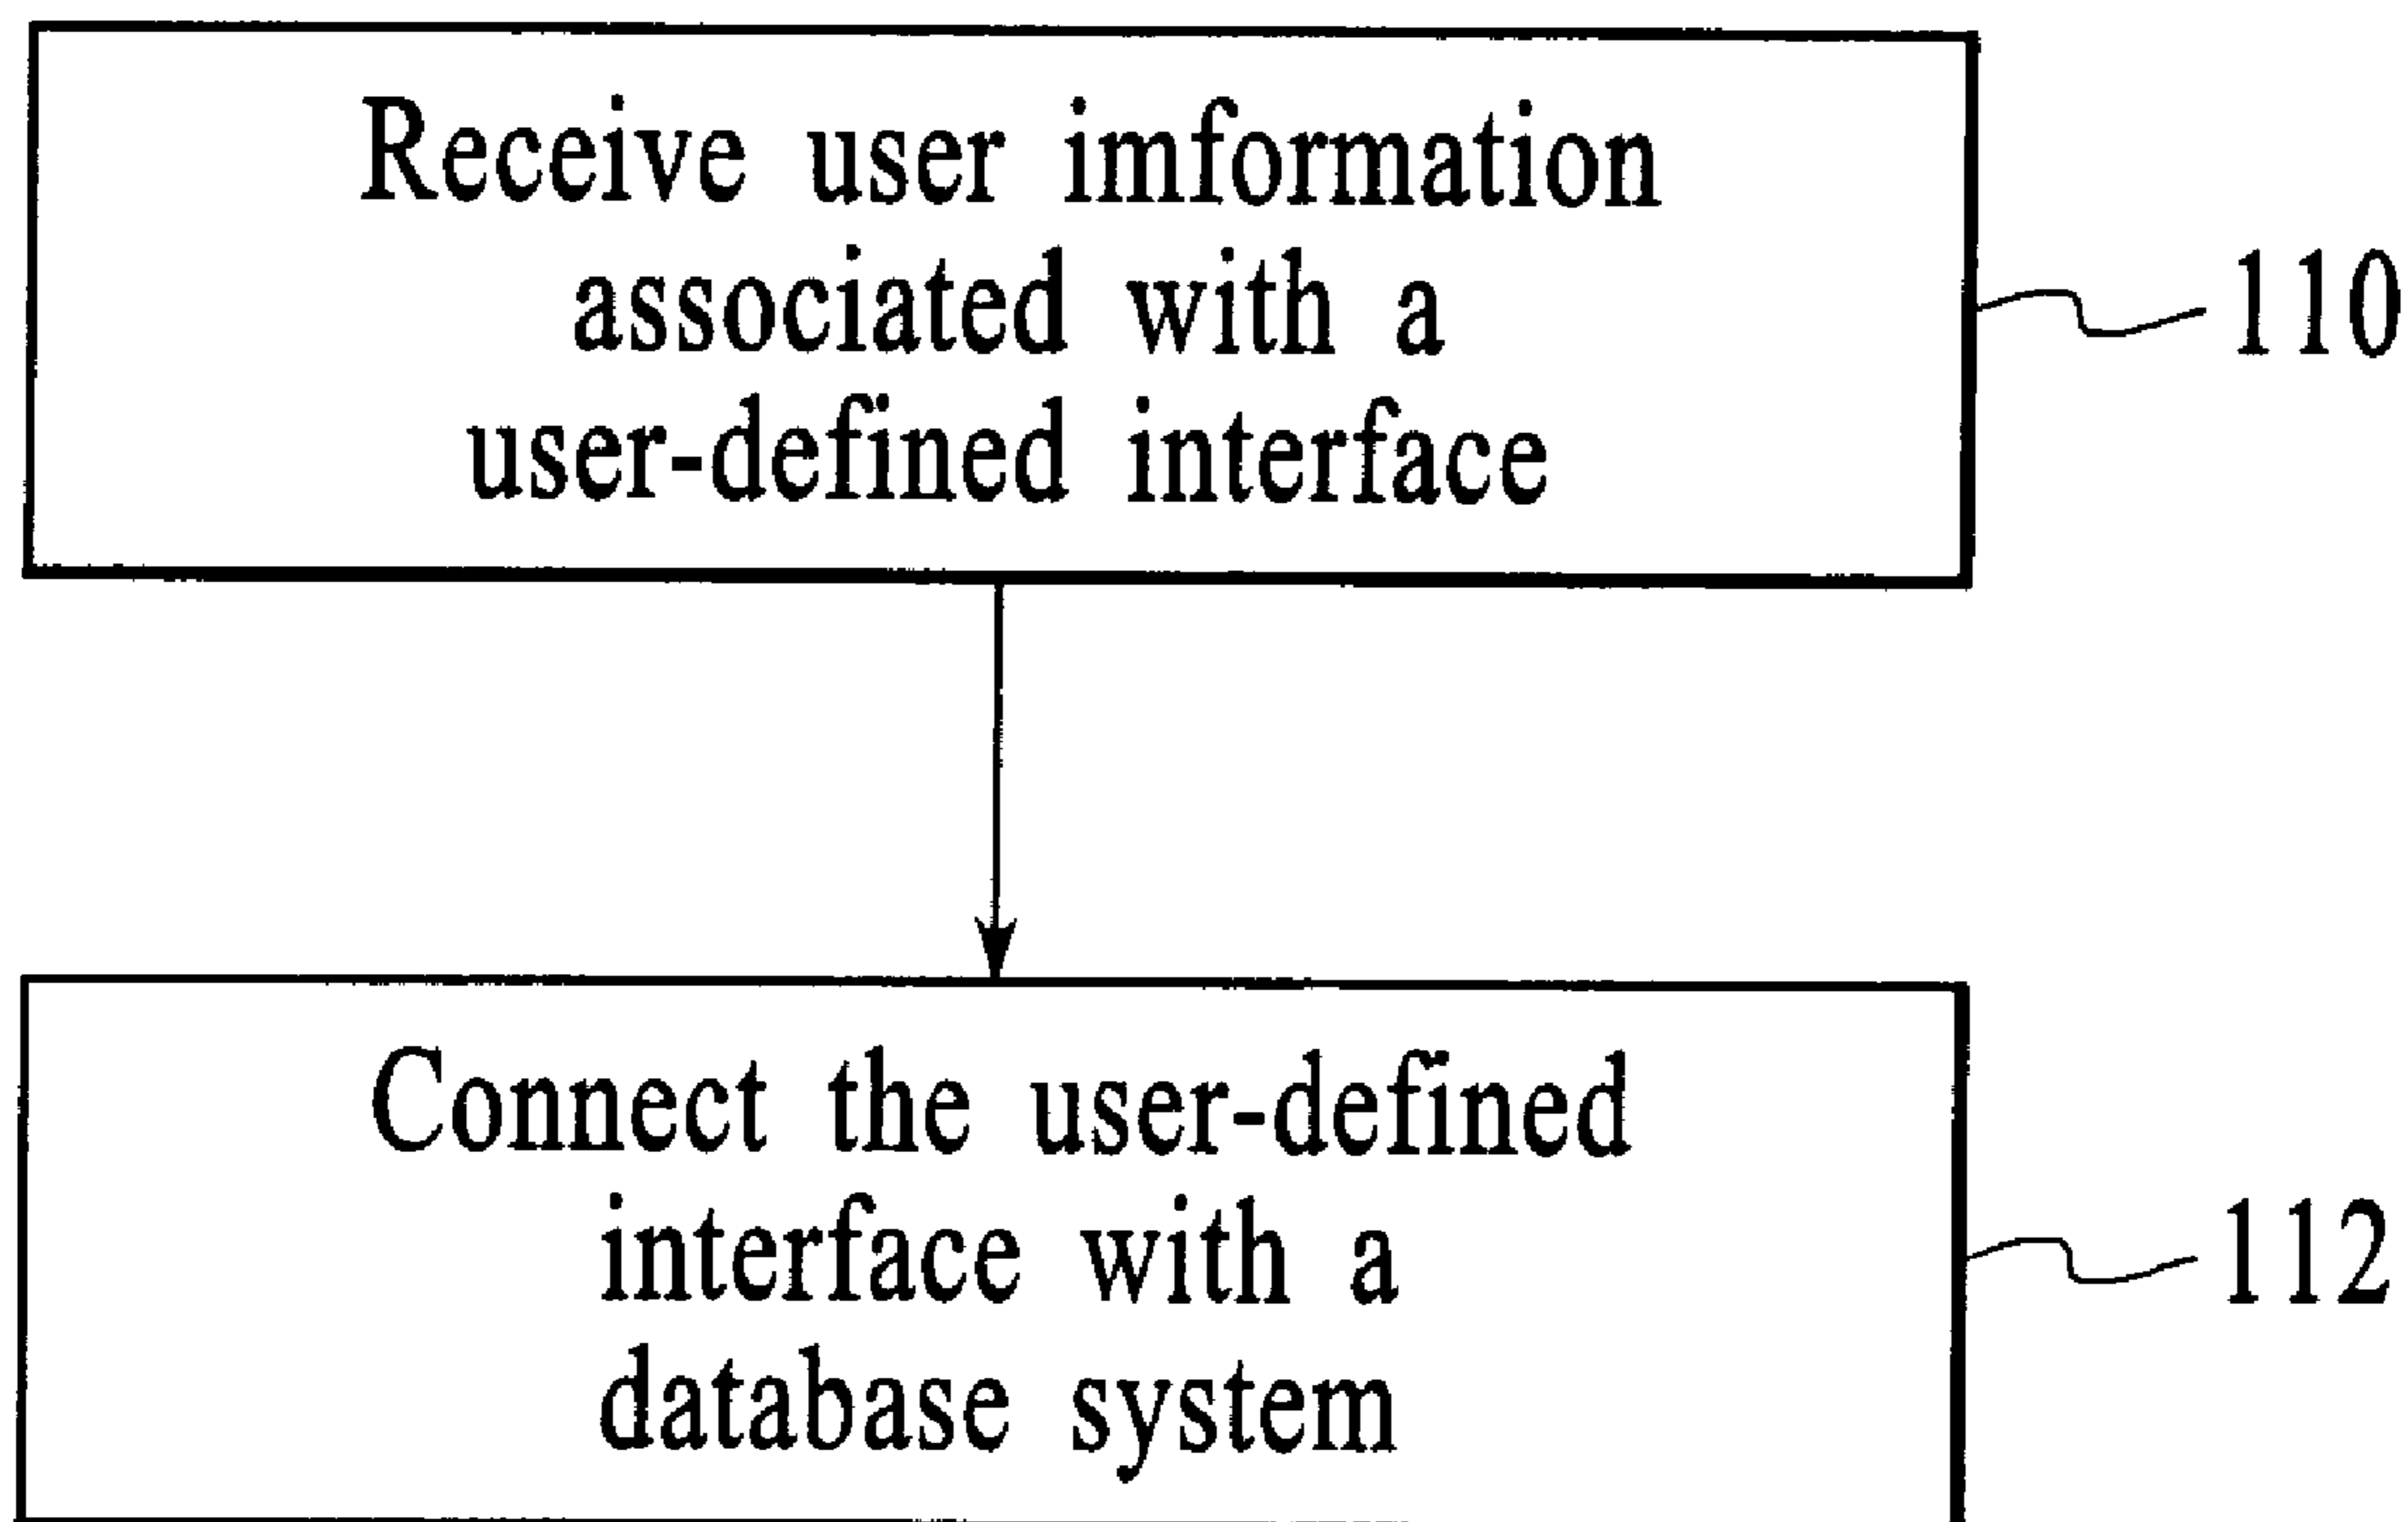 Receive user imformation
associated with a
user-defined interface
110
Connect the user-defined
interface with a
database system
112